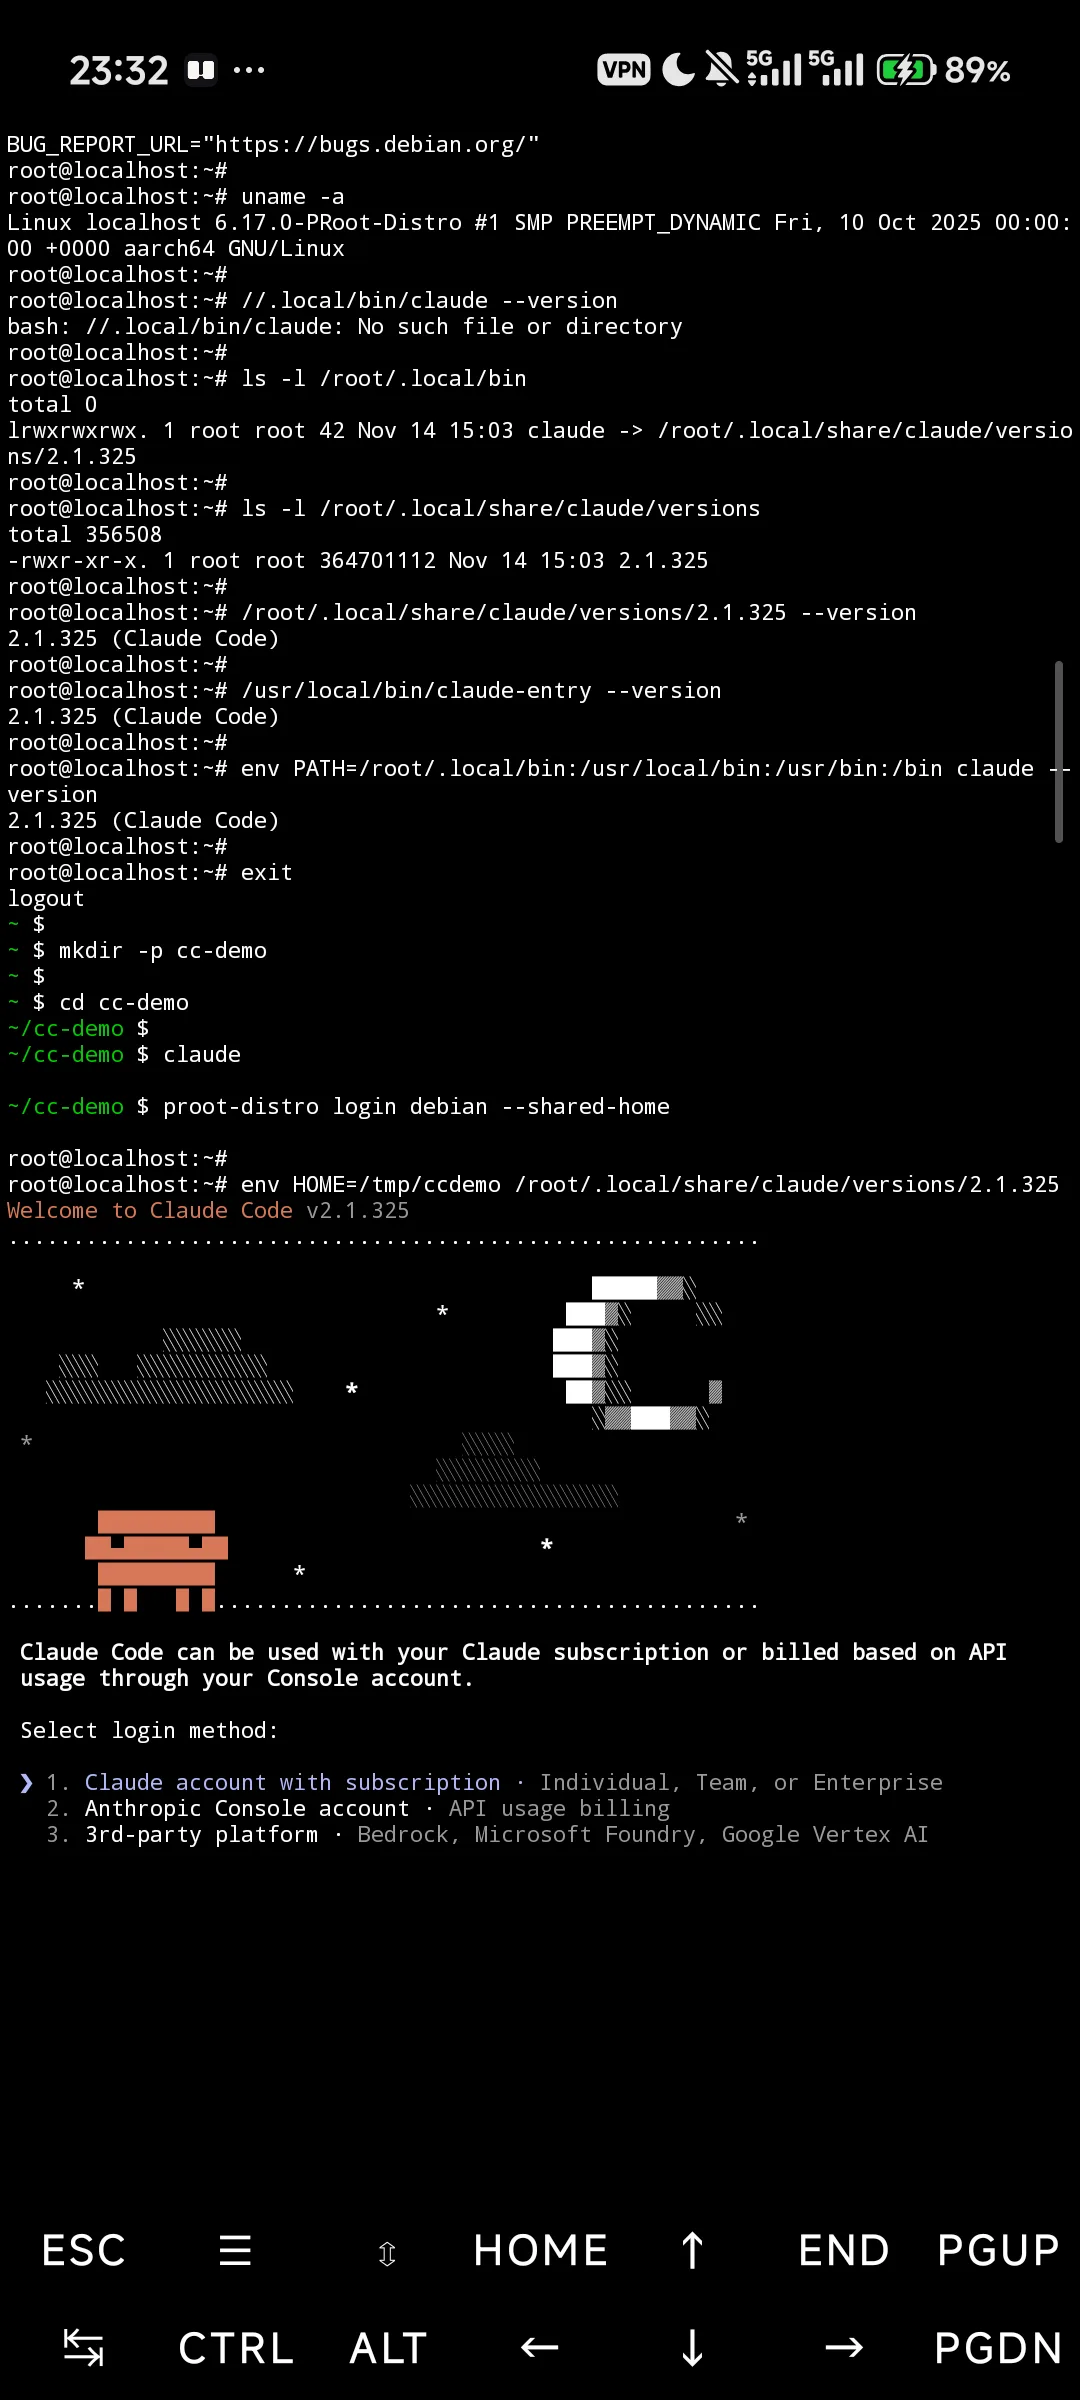 23:32 ... VPN 5G 5G 89%
BUG_REPORT_URL="https://bugs.debian.org/"
root@localhost:~#
root@localhost:~# uname -a
Linux localhost 6.17.0-PRoot-Distro #1 SMP PREEMPT_DYNAMIC Fri, 10 Oct 2025 00:00:
00 +0000 aarch64 GNU/Linux
root@localhost:~#
root@localhost:~# //.local/bin/claude --version
bash: //.local/bin/claude: No such file or directory
root@localhost:~#
root@localhost:~# ls -l /root/.local/bin
total 0
lrwxrwxrwx. 1 root root 42 Nov 14 15:03 claude -> /root/.local/share/claude/versio
ns/2.1.325
root@localhost:~#
root@localhost:~# ls -l /root/.local/share/claude/versions
total 356508
-rwxr-xr-x. 1 root root 364701112 Nov 14 15:03 2.1.325
root@localhost:~#
root@localhost:~# /root/.local/share/claude/versions/2.1.325 --version
2.1.325 (Claude Code)
root@localhost:~#
root@localhost:~# /usr/local/bin/claude-entry --version
2.1.325 (Claude Code)
root@localhost:~#
root@localhost:~# env PATH=/root/.local/bin:/usr/local/bin:/usr/bin:/bin claude --
version
2.1.325 (Claude Code)
root@localhost:~#
root@localhost:~# exit
logout
~ $
~ $ mkdir -p cc-demo
~ $
~ $ cd cc-demo
~/cc-demo $
~/cc-demo $ claude
~/cc-demo $ proot-distro login debian --shared-home
root@localhost:~#
root@localhost:~# env HOME=/tmp/ccdemo /root/.local/share/claude/versions/2.1.325
Welcome to Claude Code v2.1.325
Claude Code can be used with your Claude subscription or billed based on API
usage through your Console account.
Select login method:
❯ 1. Claude account with subscription · Individual, Team, or Enterprise
2. Anthropic Console account · API usage billing
3. 3rd-party platform · Bedrock, Microsoft Foundry, Google Vertex AI
ESC ☰ ⇳ HOME ↑ END PGUP
↹ CTRL ALT ← ↓ → PGDN